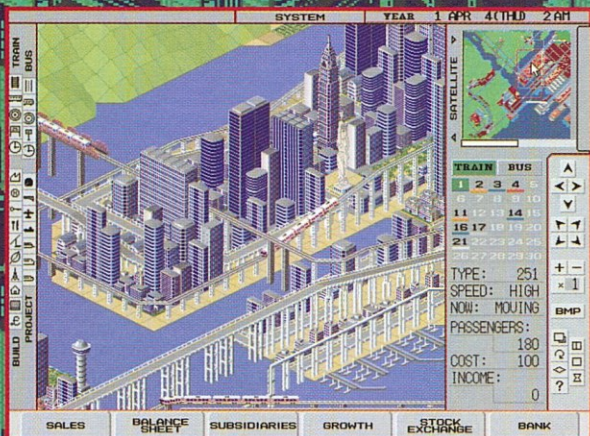 SYSTEM YEAR 1 APR 4(THU) 2AM
TRAIN
BUS
SATELLITE
TRAIN BUS
1 2 3 4 5
6 7 8 9 10
11 12 13 14 15
16 17 18 19 20
21 22 23 24 25
26 27 28 29 30
TYPE: 251
SPEED: HIGH
NOW: MOVING
PASSENGERS:
180
COST: 100
INCOME:
0
+ -
× 1
BMP
?
BUILD
PROJECT
SALES BALANCE SHEET SUBSIDIARIES GROWTH STOCK EXCHANGE BANK